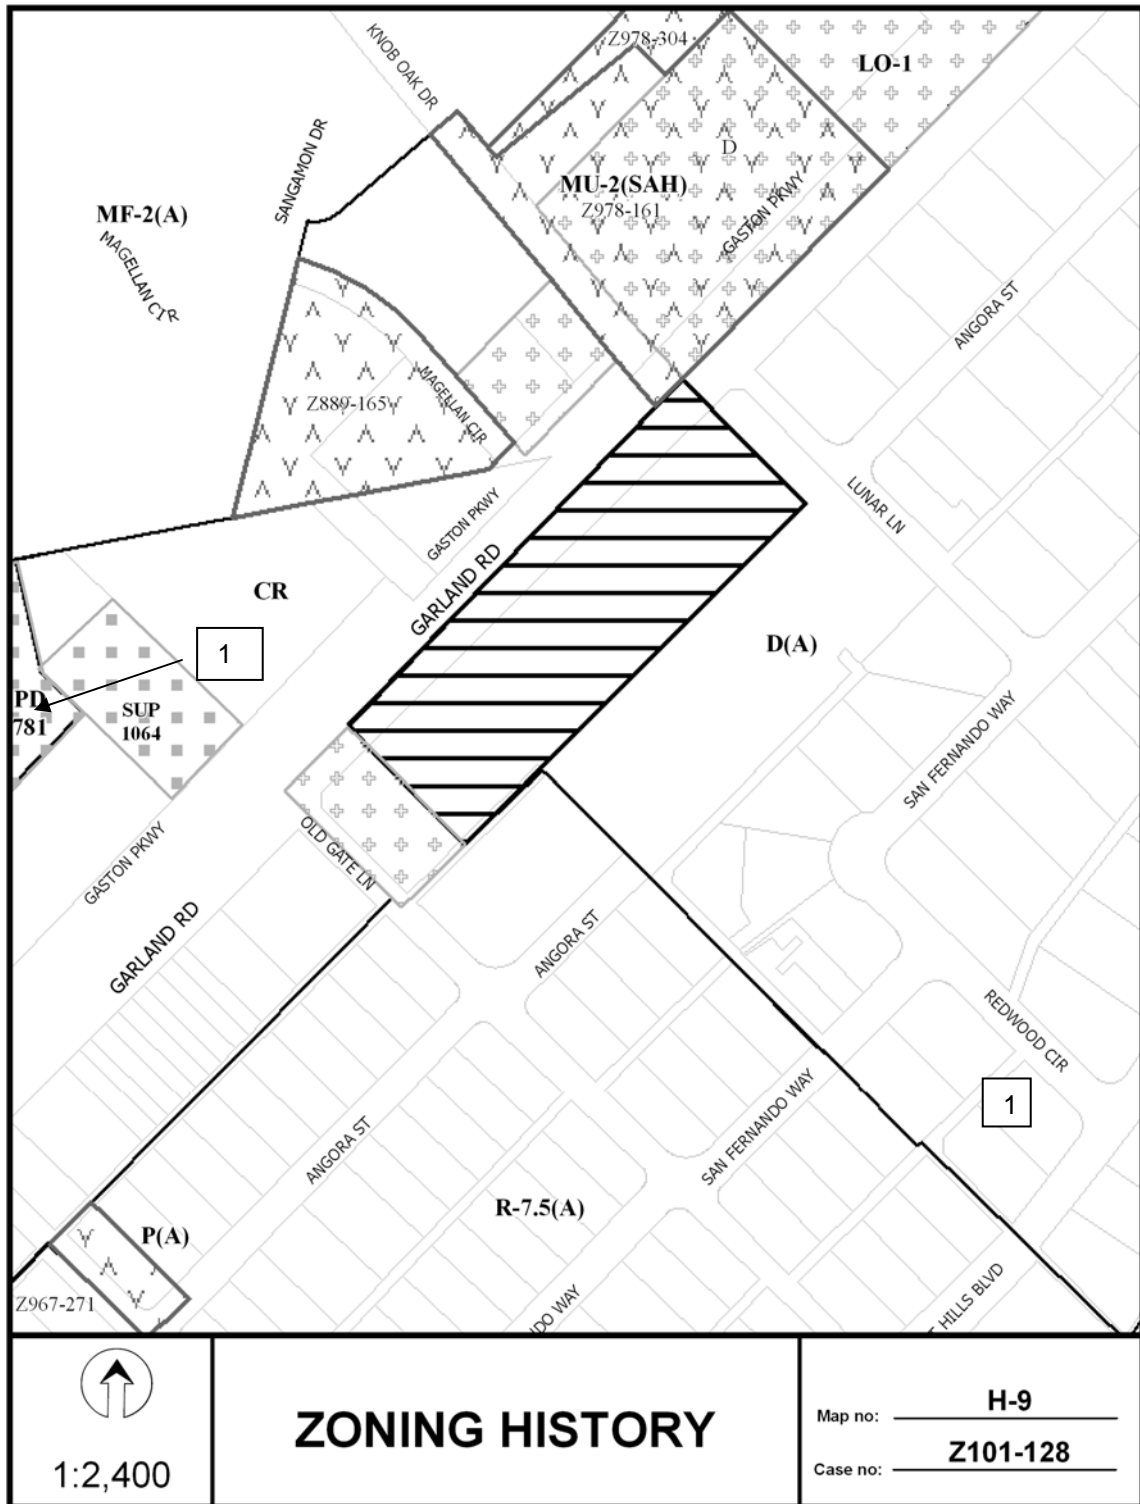 KNOB OAK DR
Z978-304
LO-1
SANGAMON DR
D
MF-2(A)
MU-2(SAH)
Z978-161
GASTON PKWY
MAGELLAN CIR
ANGORA ST
Z889-165
MAGELLAN CIR
LUNAR LN
GASTON PKWY
GARLAND RD
CR
1
D(A)
PD
781
SUP
1064
SAN FERNANDO WAY
OLD GATE LN
GASTON PKWY
GARLAND RD
ANGORA ST
REDWOOD CIR
1
SAN FERNANDO WAY
ANGORA ST
R-7.5(A)
P(A)
Z967-271
DO WAY
HILLS BLVD
1:2,400
ZONING HISTORY
Map no: H-9
Case no: Z101-128